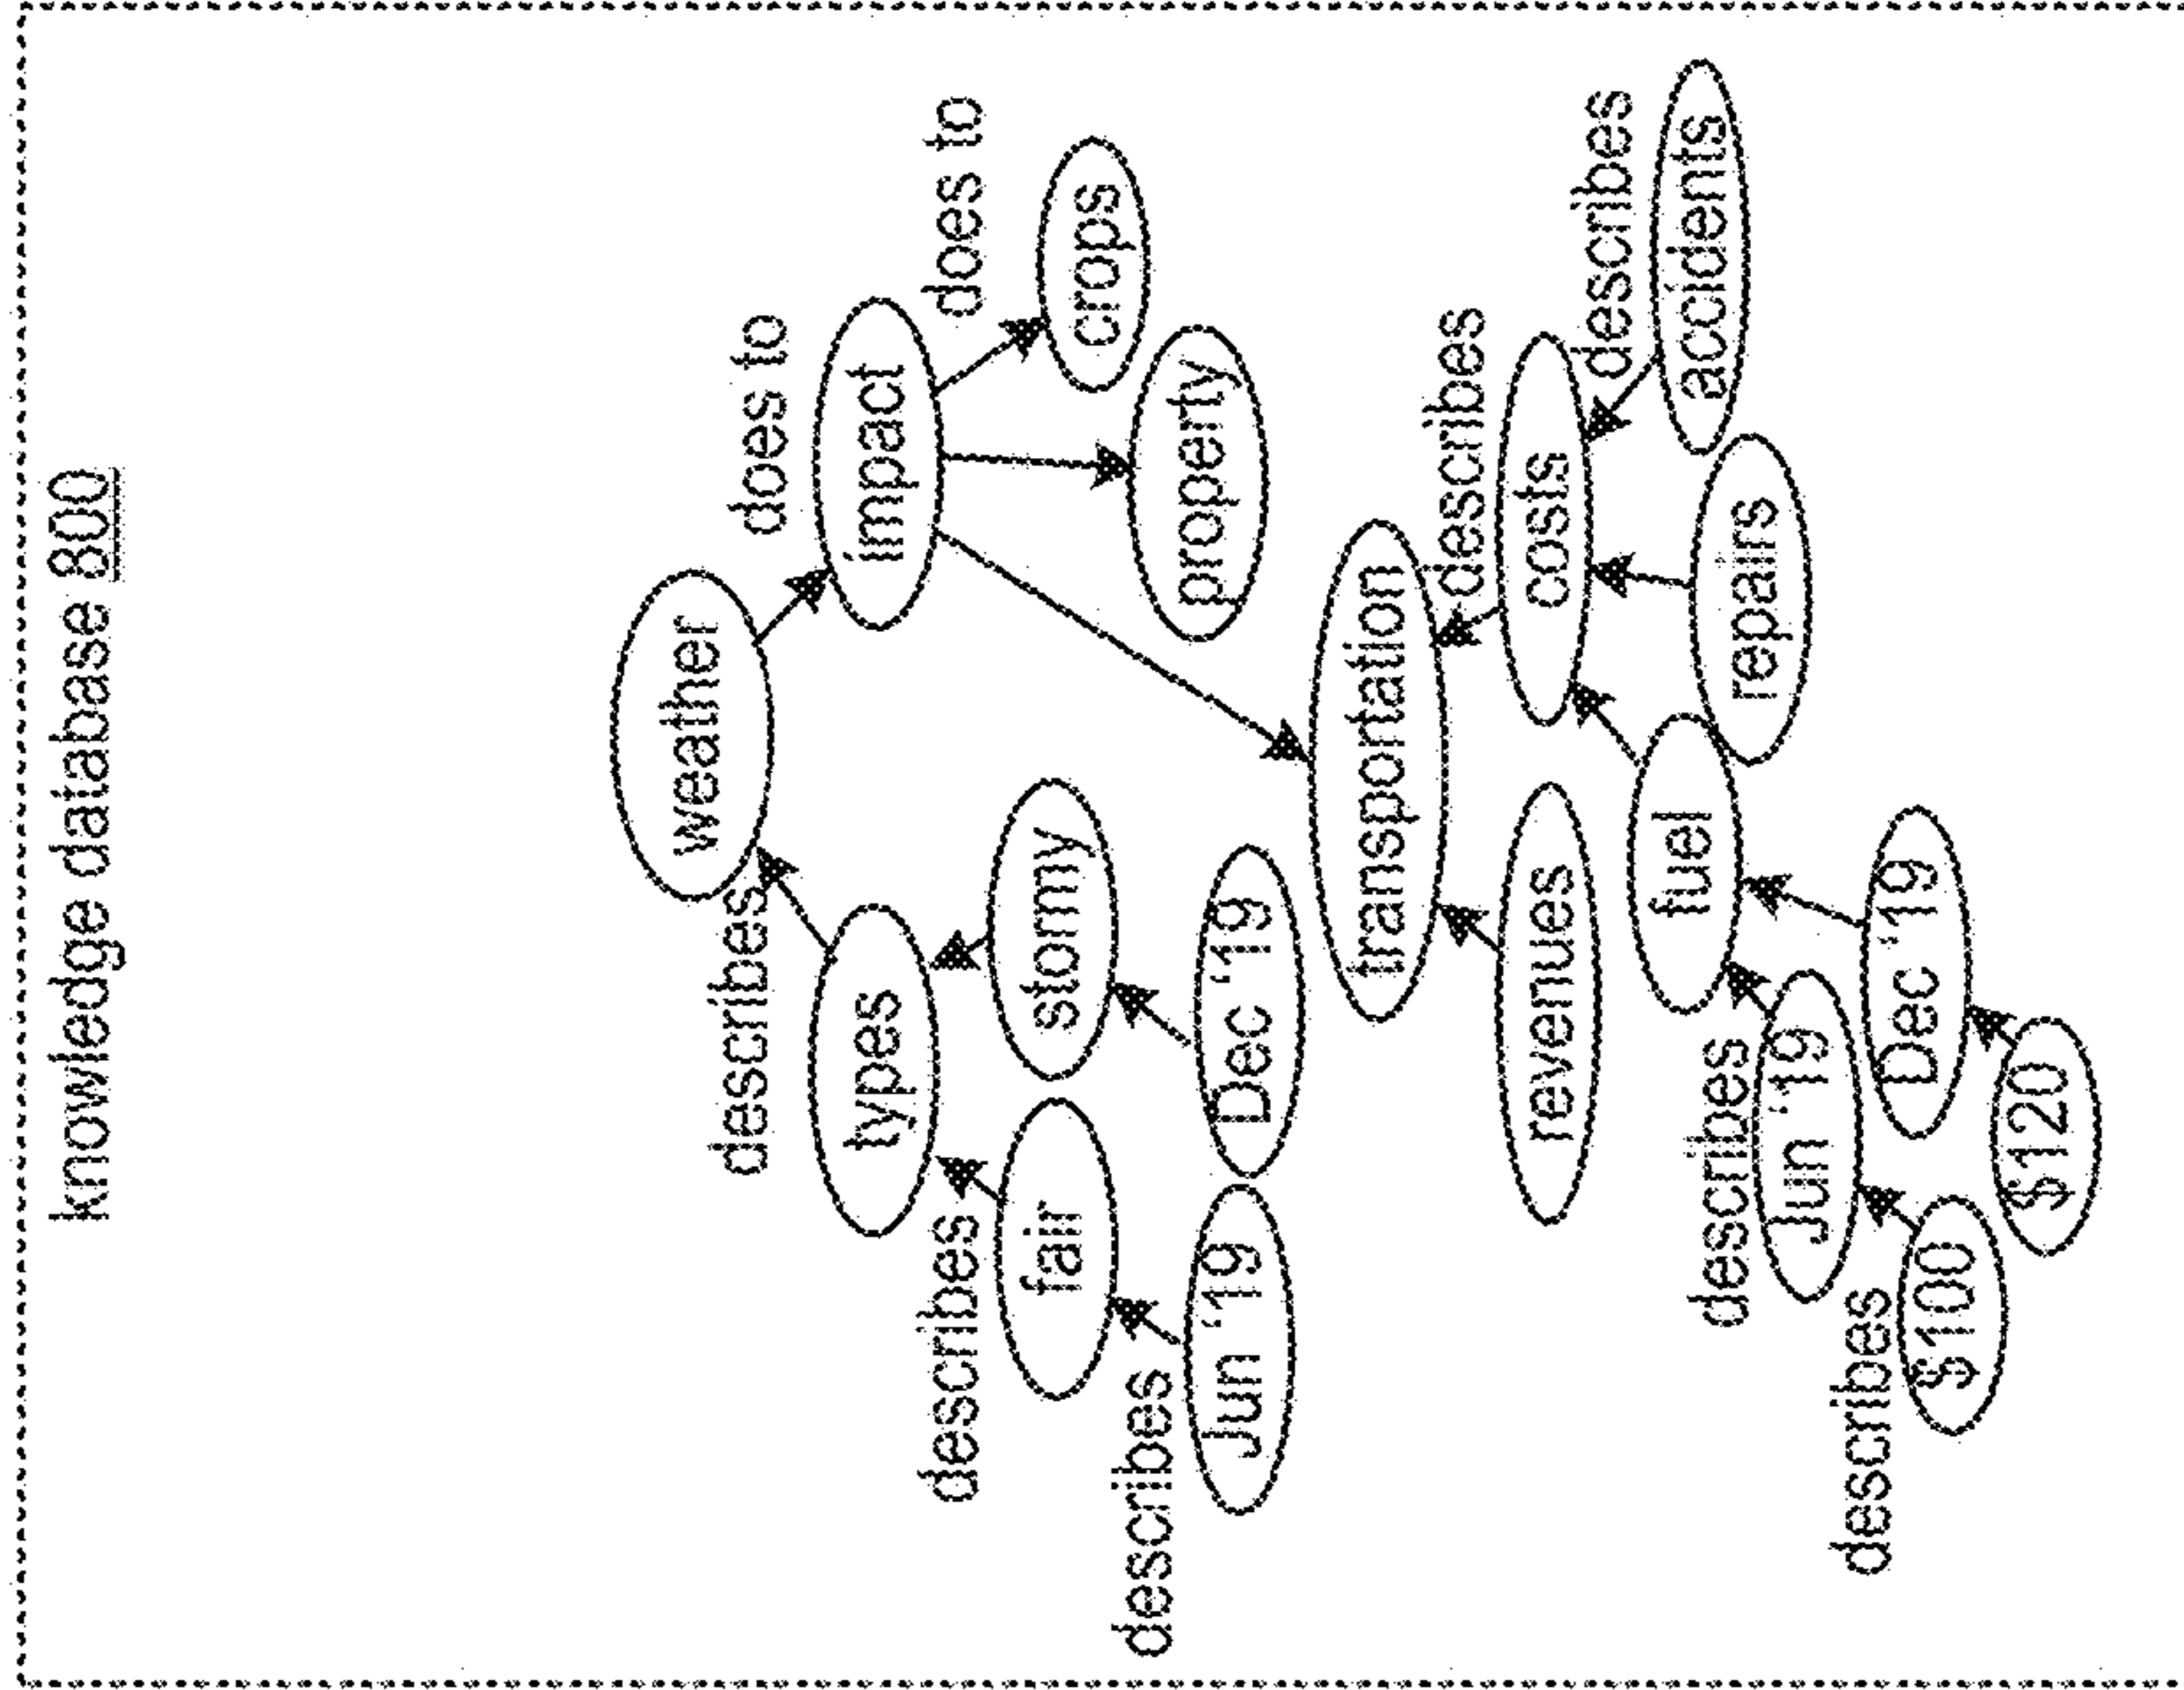 knowledge database 800
weather
does to
describes
impact
types
does to
describes
stormy
fair
crops
describes
property
Dec '19
Jun '19
transportation
describes
costs
revenues
describes
fuel
accidents
describes
repairs
Jun '19
describes
Dec '19
$100
$120